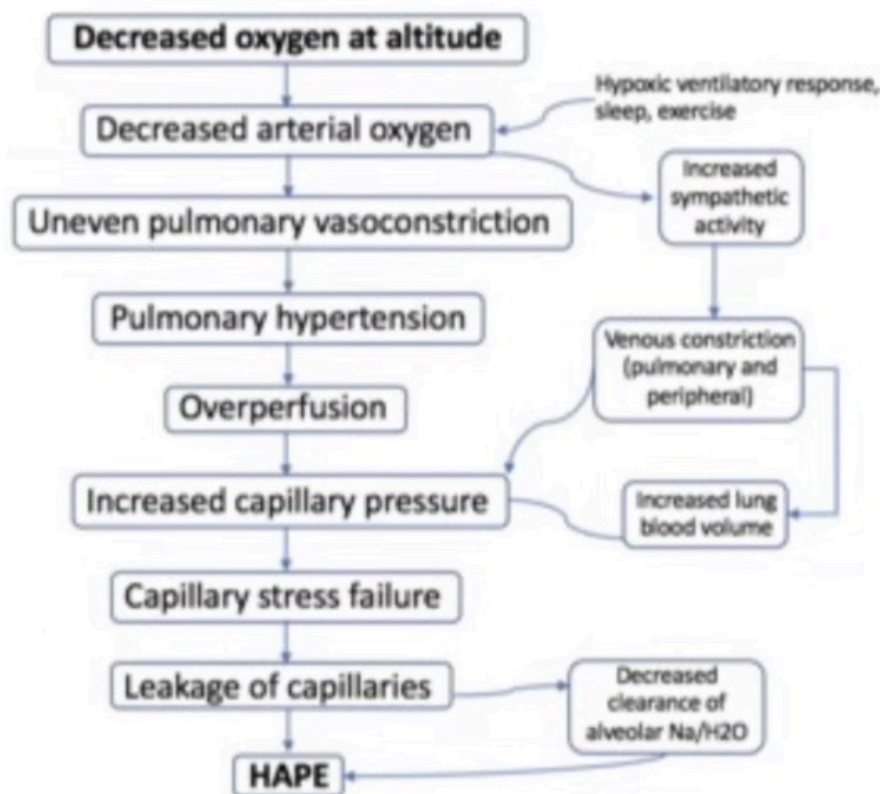 Decreased oxygen at altitude
Hypoxic ventilatory response,
sleep, exercise
Decreased arterial oxygen
Increased
sympathetic
activity
Uneven pulmonary vasoconstriction
Pulmonary hypertension
Venous constriction
(pulmonary and
peripheral)
Overperfusion
Increased capillary pressure
Increased lung
blood volume
Capillary stress failure
Leakage of capillaries
Decreased
clearance of
alveolar Na/H2O
HAPE